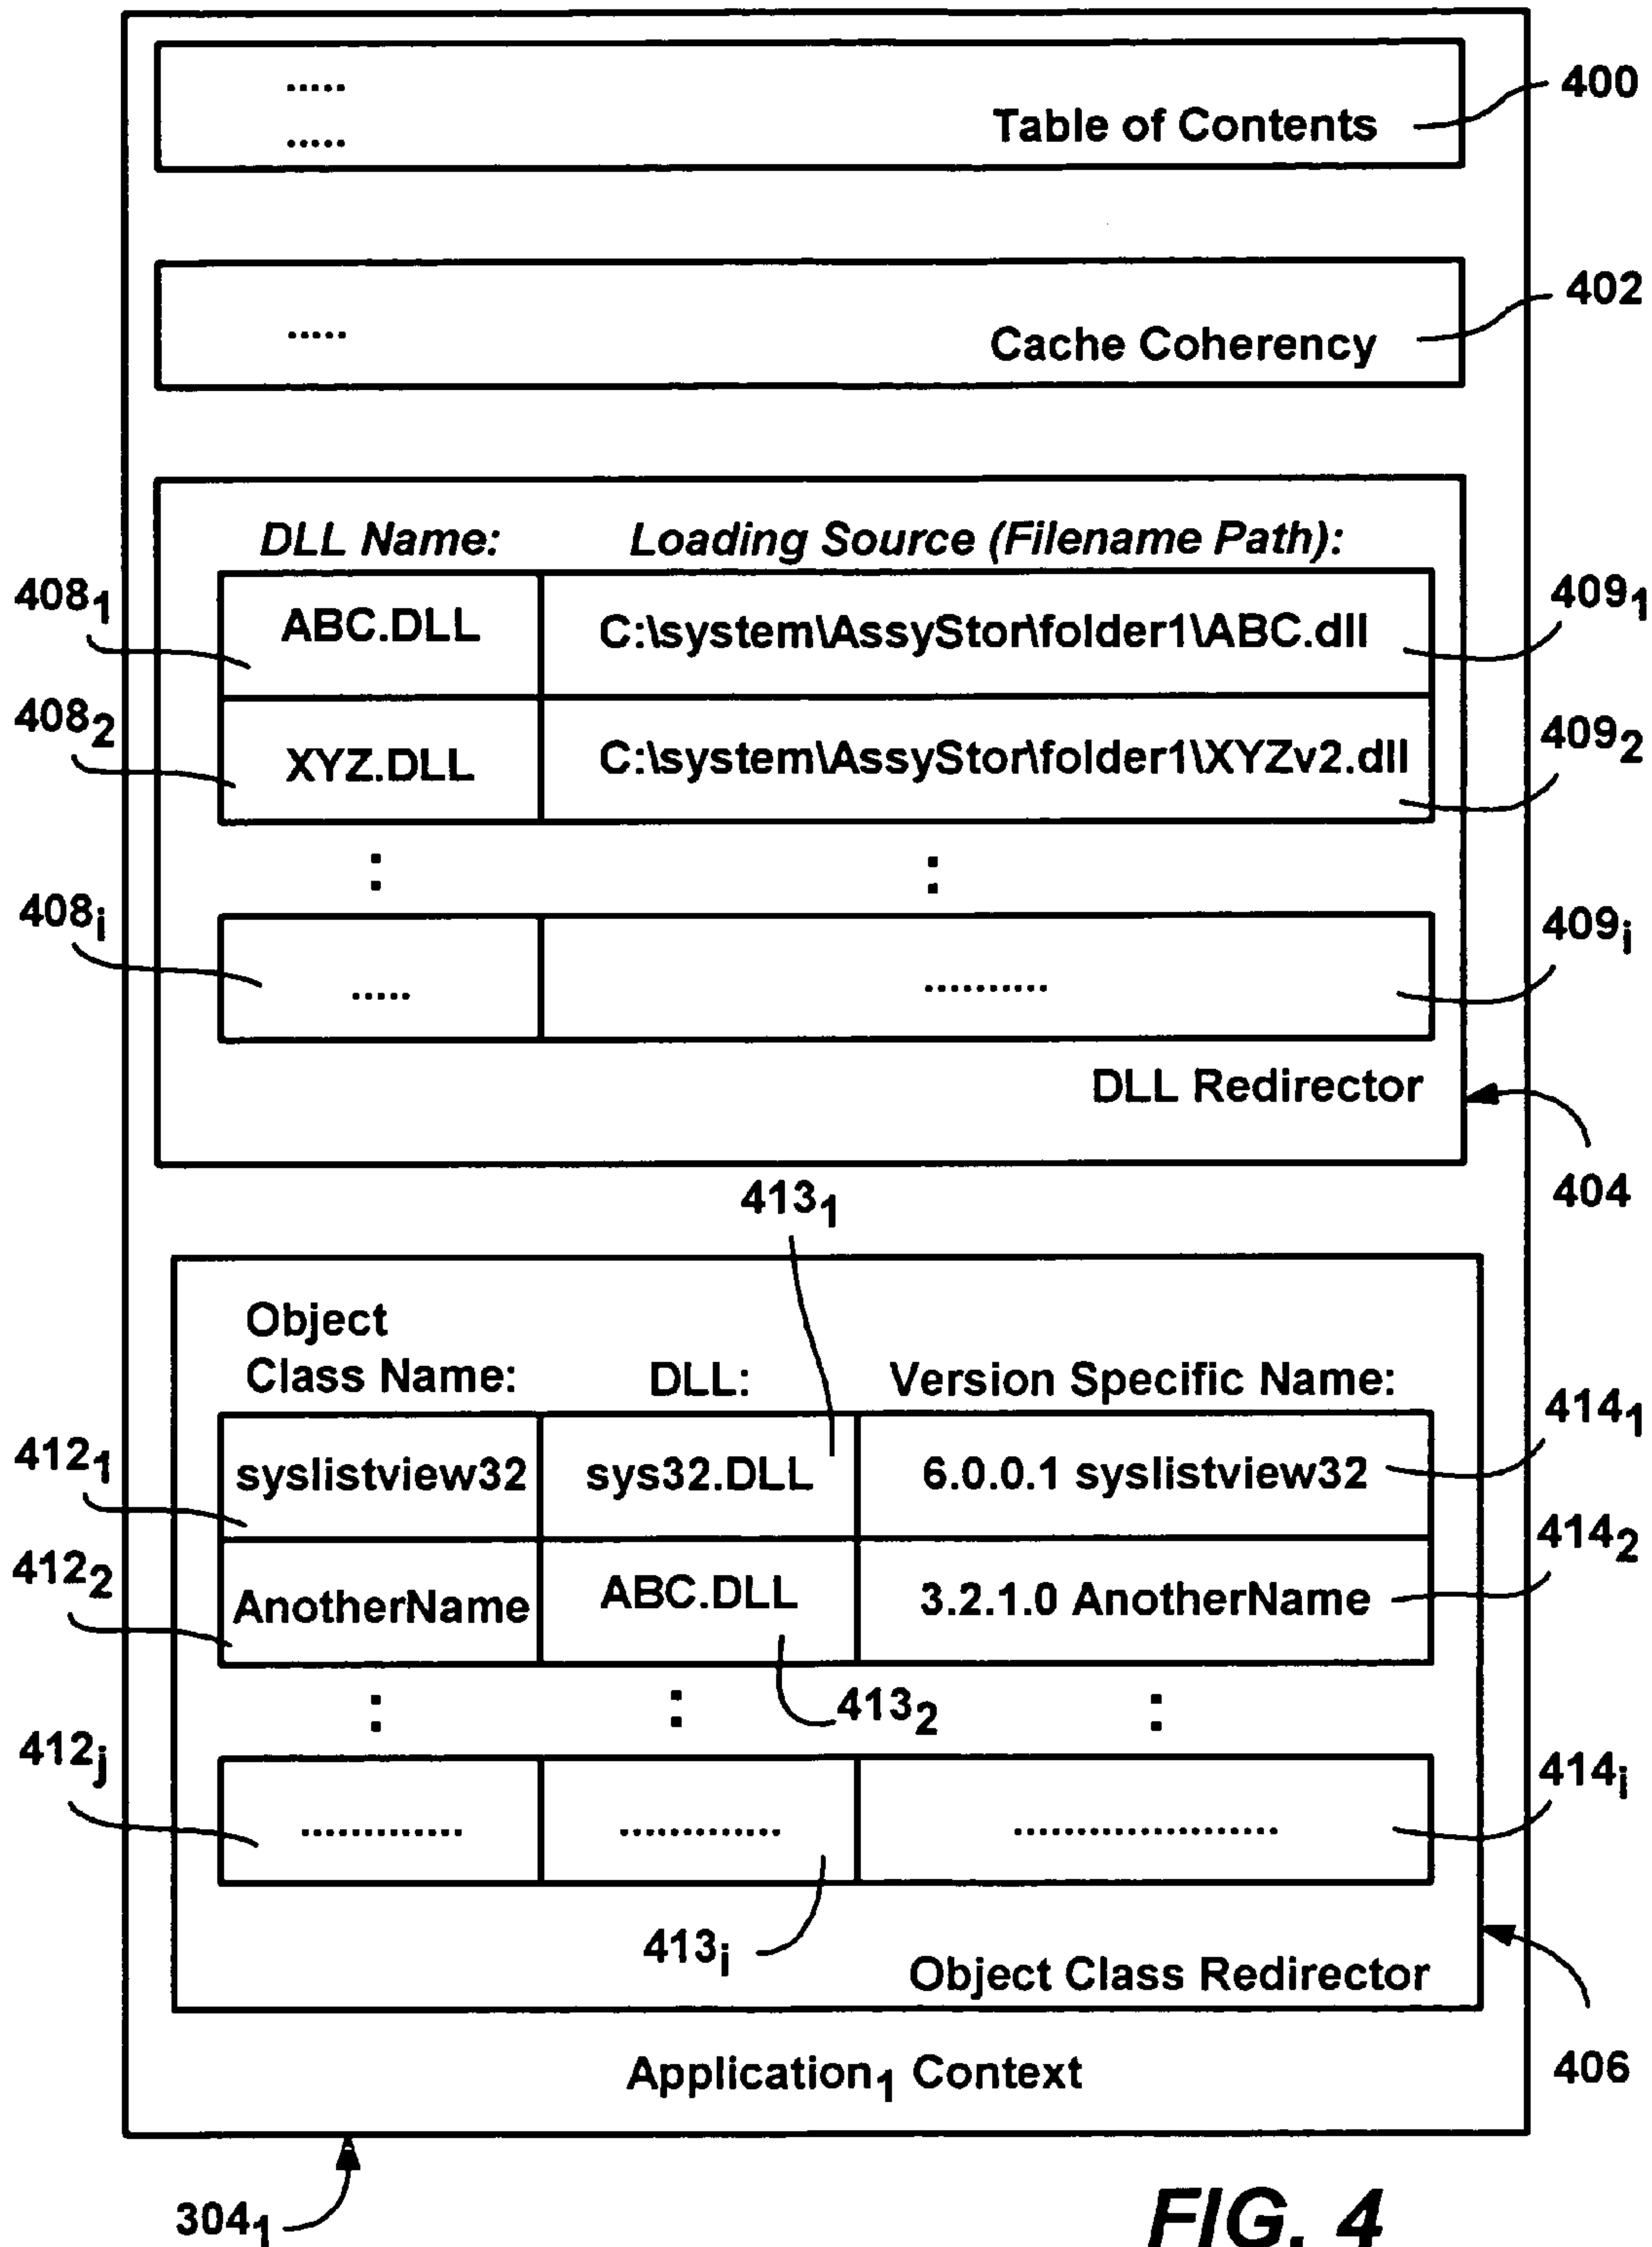 .....
400
Table of Contents
.....
402
.....
Cache Coherency
DLL Name: Loading Source (Filename Path):
408₁ ABC.DLL C:\system\AssyStor\folder1\ABC.dll 409₁
408₂ XYZ.DLL C:\system\AssyStor\folder1\XYZv2.dll 409₂
: :
408ᵢ ..... .......... 409ᵢ
DLL Redirector
404
413₁
Object
Class Name: DLL: Version Specific Name:
412₁ syslistview32 sys32.DLL 6.0.0.1 syslistview32 414₁
412₂ AnotherName ABC.DLL 3.2.1.0 AnotherName 414₂
: : 413₂ :
412ⱼ ............. ............. ...................... 414ᵢ
413ᵢ
Object Class Redirector
Application₁ Context 406
304₁
FIG. 4